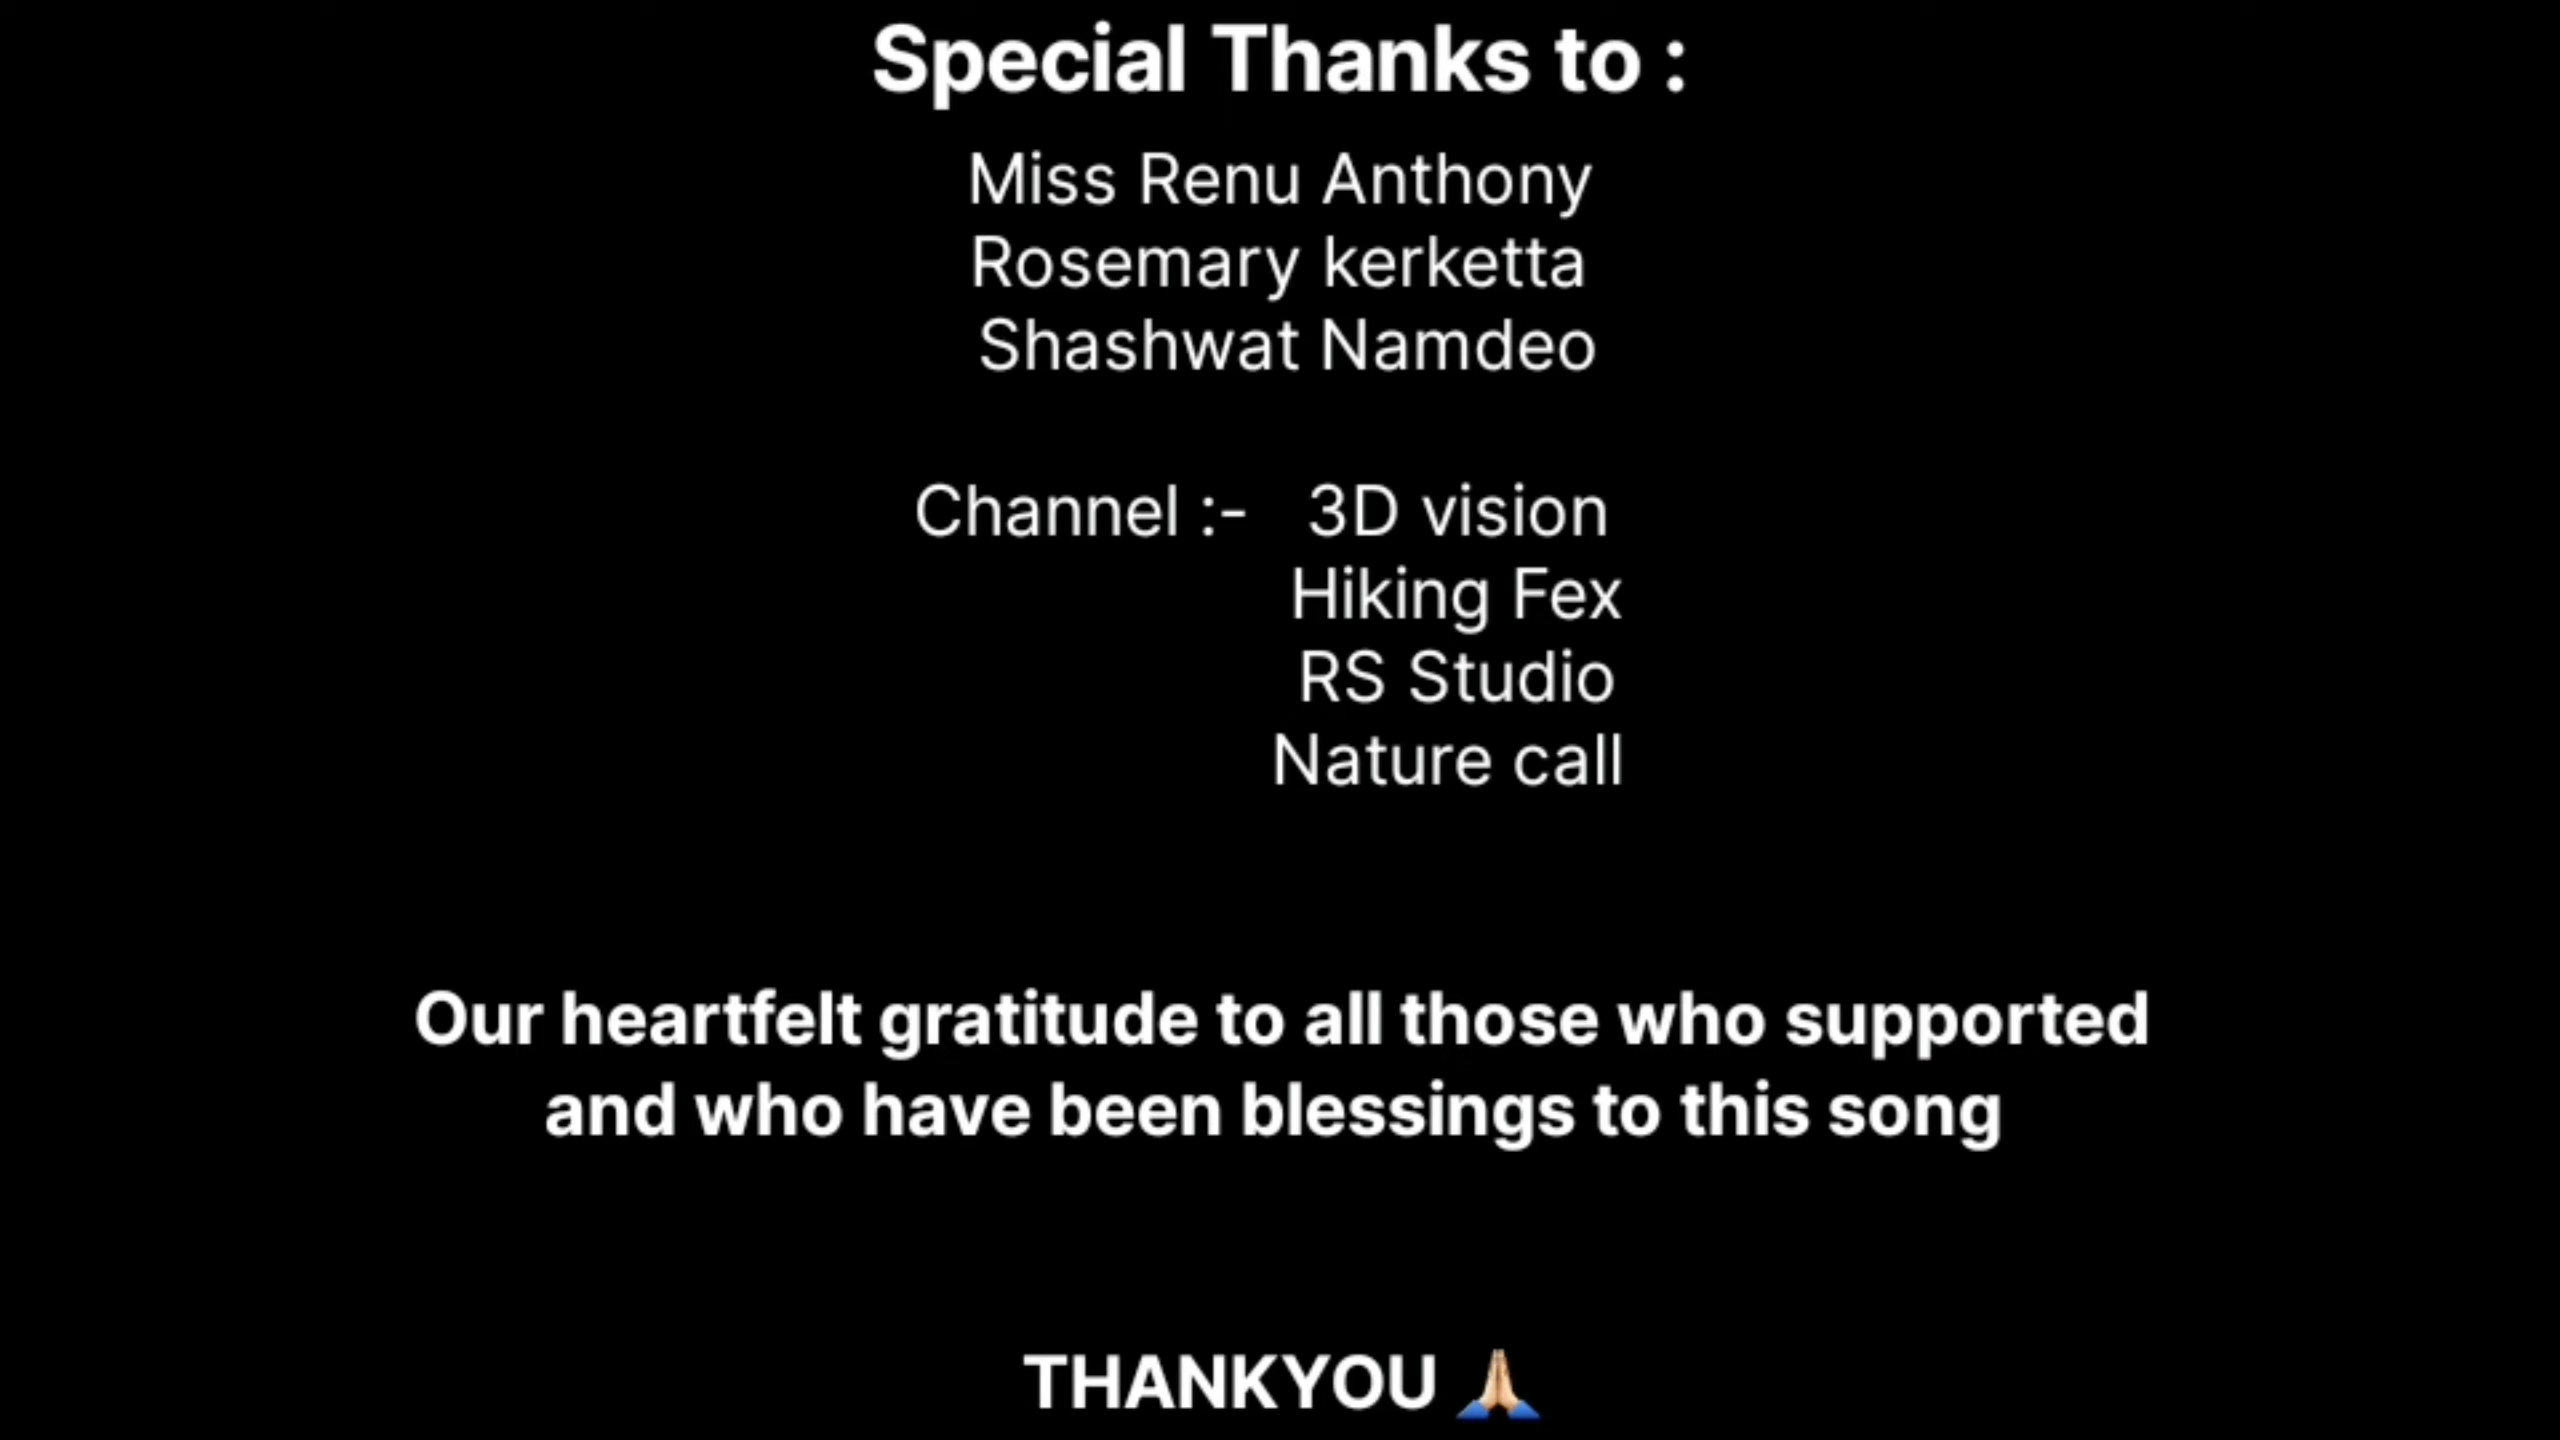 Special Thanks to :
Miss Renu Anthony
Rosemary kerketta
Shashwat Namdeo
Channel :- 3D vision
Hiking Fex
RS Studio
Nature call
Our heartfelt gratitude to all those who supported
and who have been blessings to this song
THANKYOU 🙏🏼